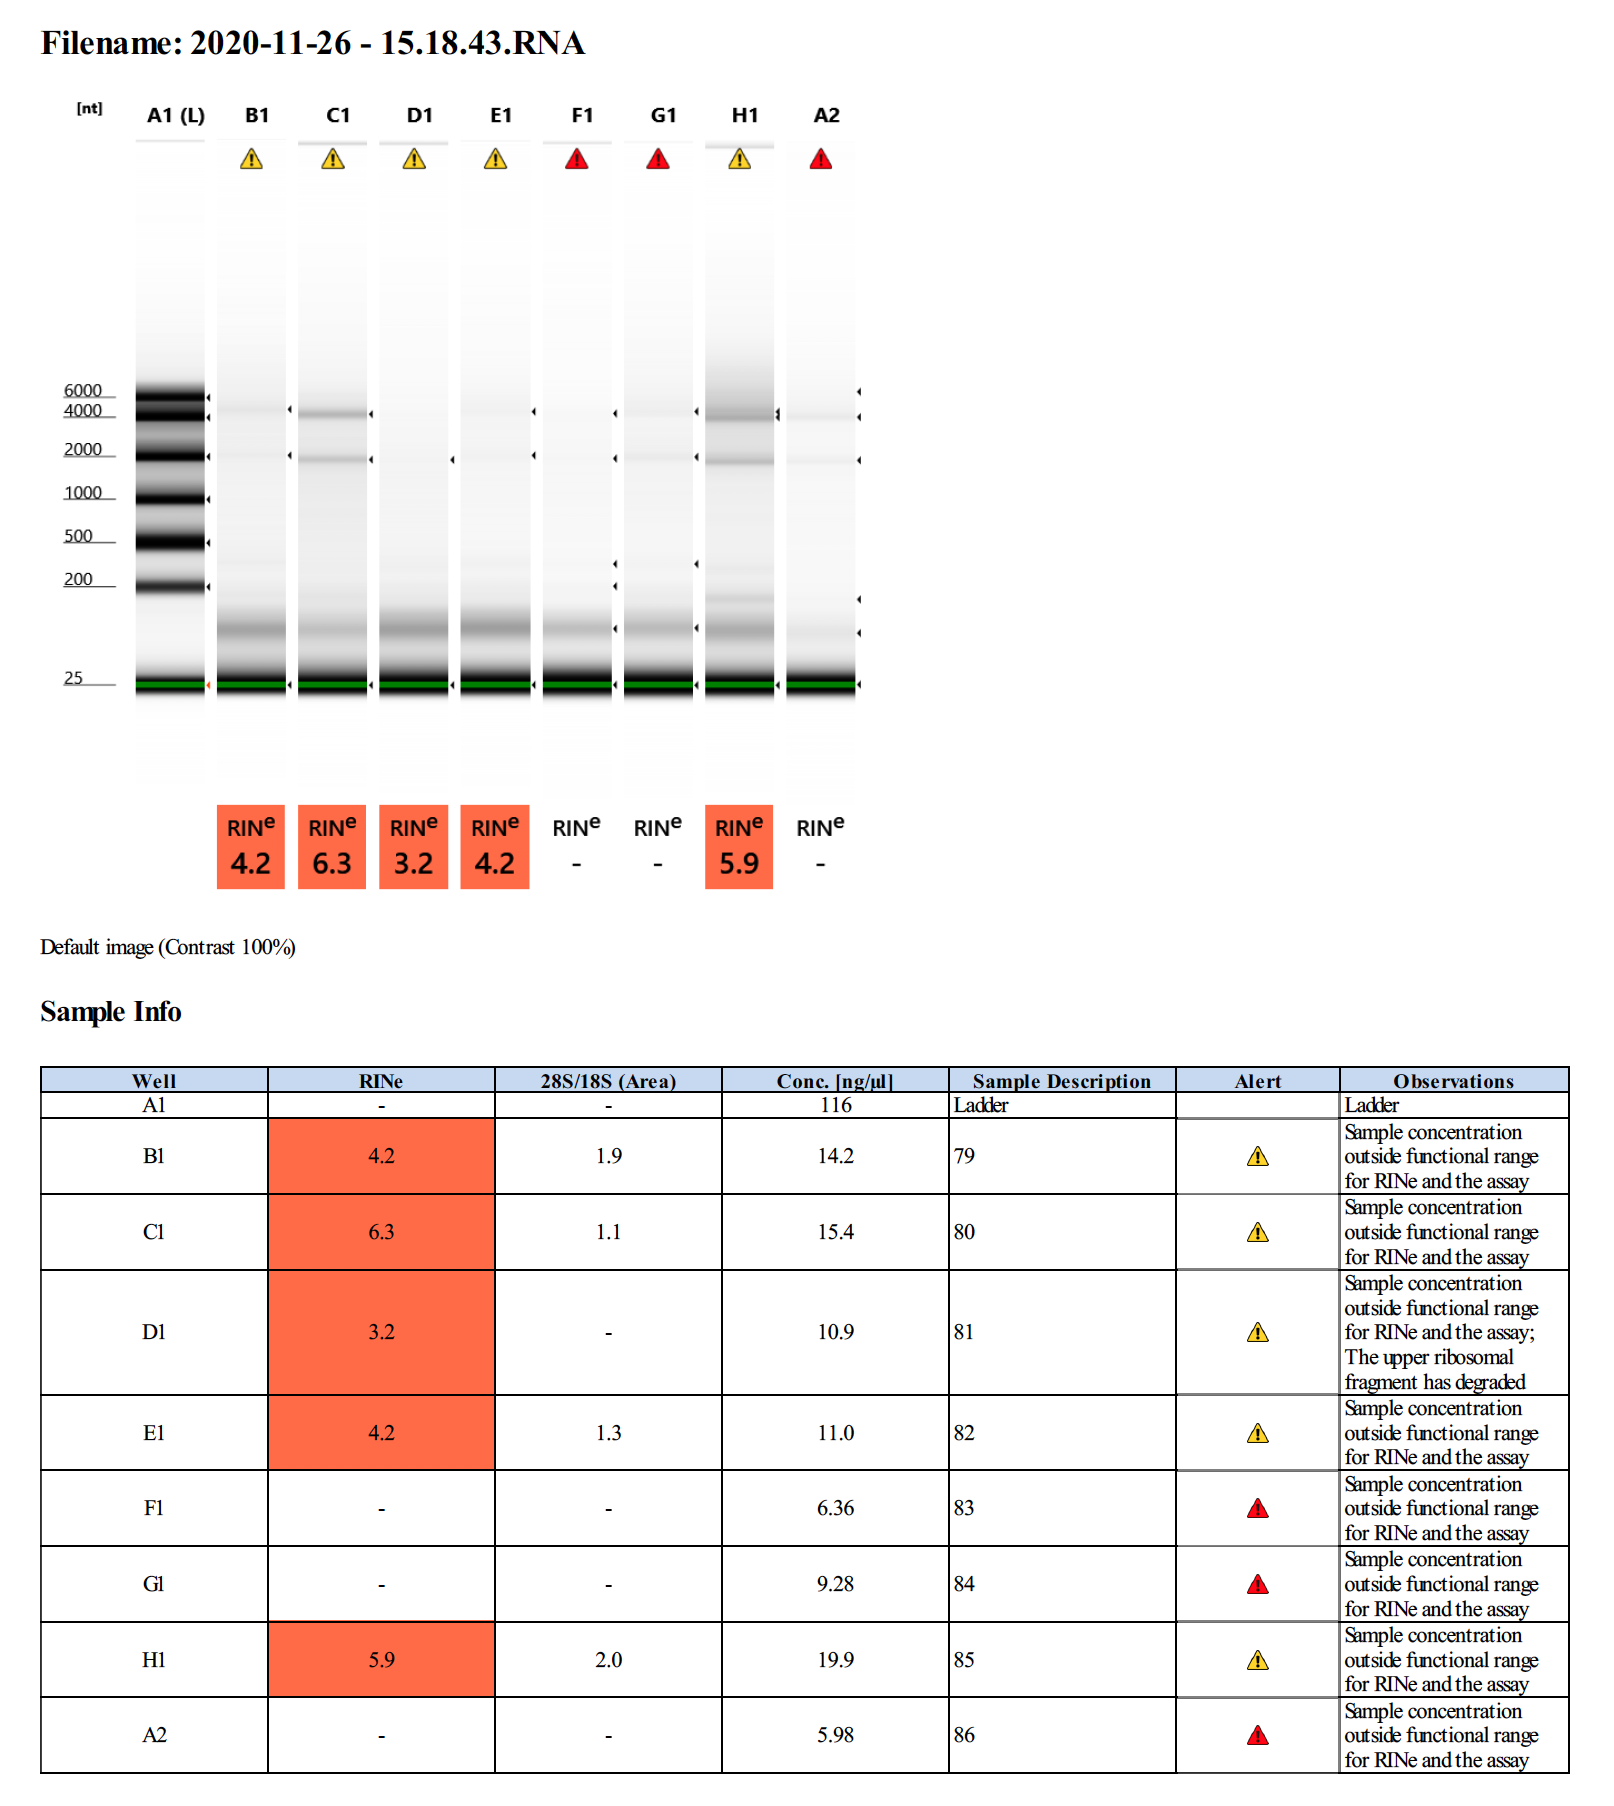 Filename: 2020-11-26 - 15.18.43.RNA
[nt] A1 (L) B1 C1 D1 E1 F1 G1 H1 A2
6000
4000
2000
1000
500
200
25
RINe RINe RINe RINe RINe RINe RINe RINe
4.2 6.3 3.2 4.2 - - 5.9 -
Default image (Contrast 100%)
Sample Info
Well RINe 28S/18S (Area) Conc. [ng/µl] Sample Description Alert Observations
A1 - - 116 Ladder Ladder
B1 4.2 1.9 14.2 79 Sample concentration
outside functional range
for RINe and the assay
C1 6.3 1.1 15.4 80 Sample concentration
outside functional range
for RINe and the assay
D1 3.2 - 10.9 81 Sample concentration
outside functional range
for RINe and the assay;
The upper ribosomal
fragment has degraded
E1 4.2 1.3 11.0 82 Sample concentration
outside functional range
for RINe and the assay
F1 - - 6.36 83 Sample concentration
outside functional range
for RINe and the assay
G1 - - 9.28 84 Sample concentration
outside functional range
for RINe and the assay
H1 5.9 2.0 19.9 85 Sample concentration
outside functional range
for RINe and the assay
A2 - - 5.98 86 Sample concentration
outside functional range
for RINe and the assay